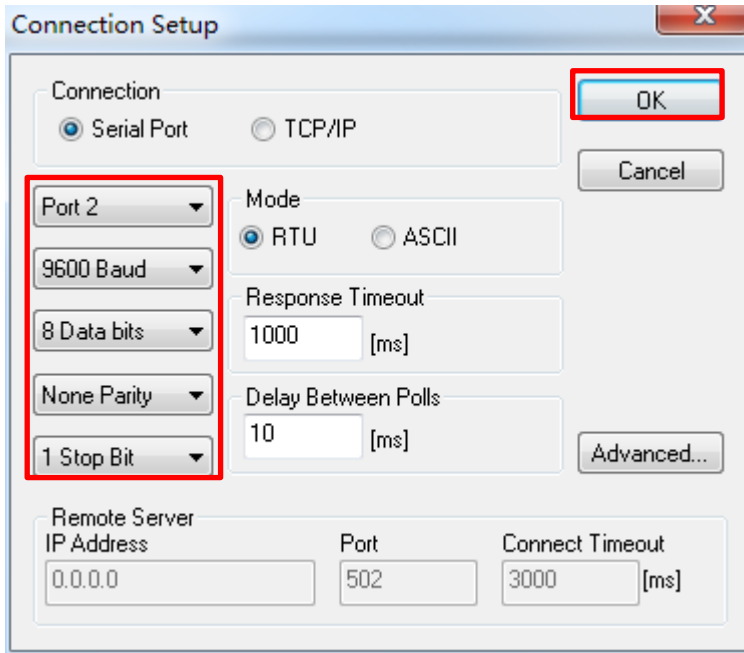 Connection Setup
Connection
Serial Port
TCP/IP
OK
Cancel
Port 2
9600 Baud
8 Data bits
None Parity
1 Stop Bit
Mode
RTU
ASCII
Response Timeout
1000 [ms]
Delay Between Polls
10 [ms]
Advanced...
Remote Server
IP Address
Port
Connect Timeout
0.0.0.0
502
3000 [ms]